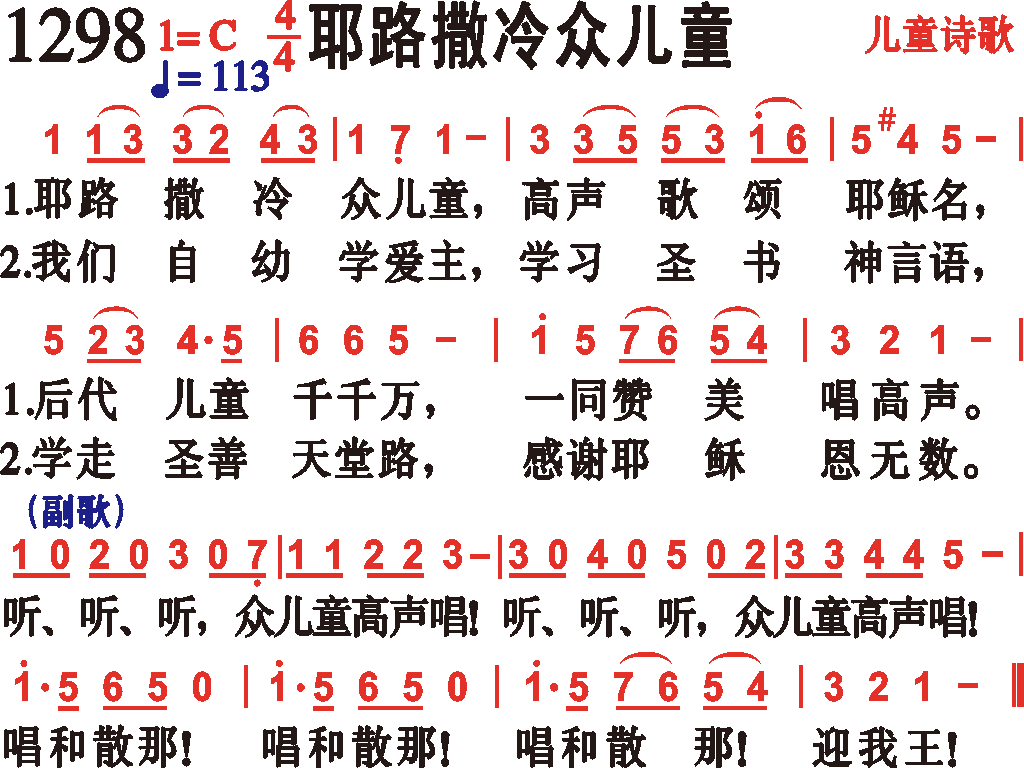 1298 1=C 4/4 耶路撒冷众儿童 儿童诗歌
♩=113
1 1 3 3 2 4 3 | 1 7 1 – | 3 3 5 5 3 1 6 | 5 #4 5 – |
1.耶路 撒 冷 众儿童, 高声 歌 颂 耶稣名,
2.我们 自 幼 学爱主, 学习 圣 书 神言语,
5 2 3 4·5 | 6 6 5 – | 1 5 7 6 5 4 | 3 2 1 – |
1.后代 儿童 千千万, 一同赞 美 唱高声。
2.学走 圣善 天堂路, 感谢耶 稣 恩无数。
(副歌)
1 0 2 0 3 0 7 | 1 1 2 2 3 – | 3 0 4 0 5 0 2 | 3 3 4 4 5 – |
听、听、听, 众儿童高声唱! 听、听、听, 众儿童高声唱!
1·5 6 5 0 | 1·5 6 5 0 | 1·5 7 6 5 4 | 3 2 1 – ‖
唱和散那! 唱和散那! 唱和散 那! 迎我王!